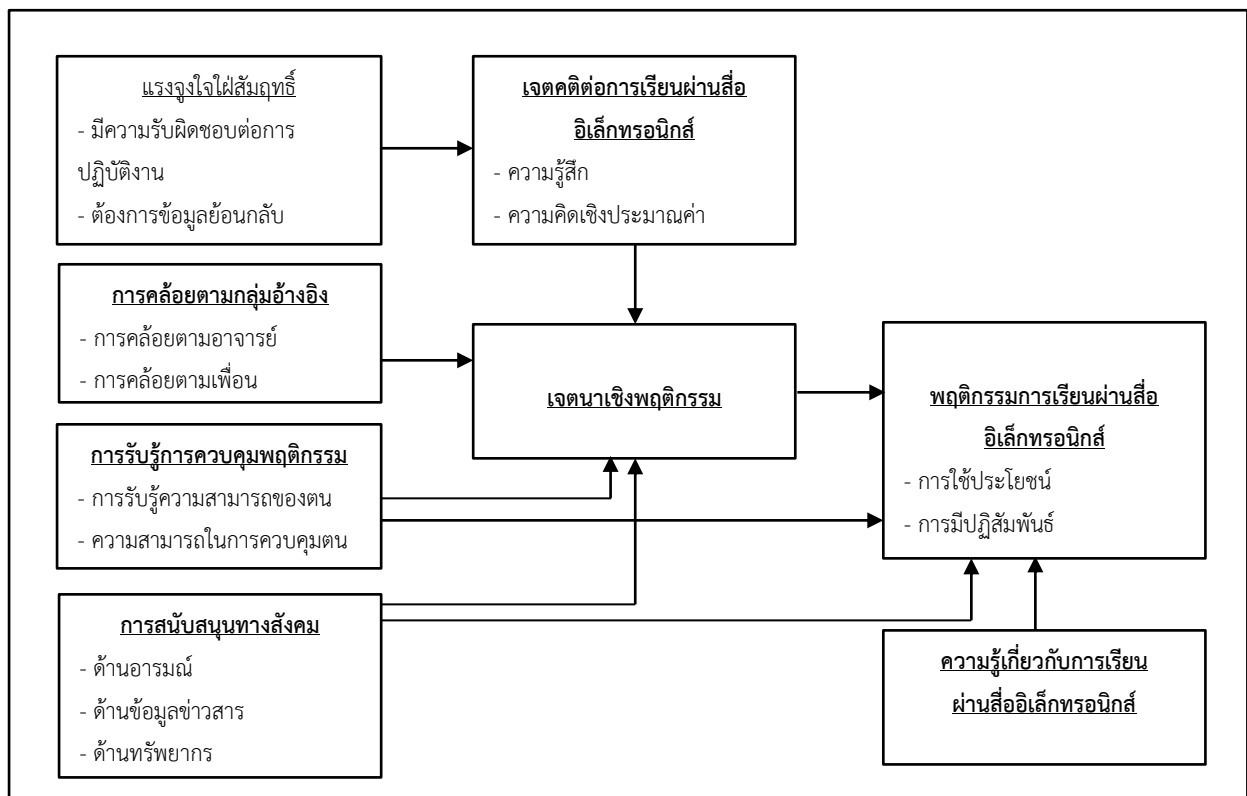 แรงจูงใจใฝ่สัมฤทธิ์
- มีความรับผิดชอบต่อการ
ปฏิบัติงาน
- ต้องการข้อมูลย้อนกลับ
เจตคติต่อการเรียนผ่านสื่อ
อิเล็กทรอนิกส์
- ความรู้สึก
- ความคิดเชิงประมาณค่า
การคล้อยตามกลุ่มอ้างอิง
- การคล้อยตามอาจารย์
- การคล้อยตามเพื่อน
เจตนาเชิงพฤติกรรม
พฤติกรรมการเรียนผ่านสื่อ
อิเล็กทรอนิกส์
- การใช้ประโยชน์
- การมีปฏิสัมพันธ์
การรับรู้การควบคุมพฤติกรรม
- การรับรู้ความสามารถของตน
- ความสามารถในการควบคุมตน
การสนับสนุนทางสังคม
- ด้านอารมณ์
- ด้านข้อมูลข่าวสาร
- ด้านทรัพยากร
ความรู้เกี่ยวกับการเรียน
ผ่านสื่ออิเล็กทรอนิกส์